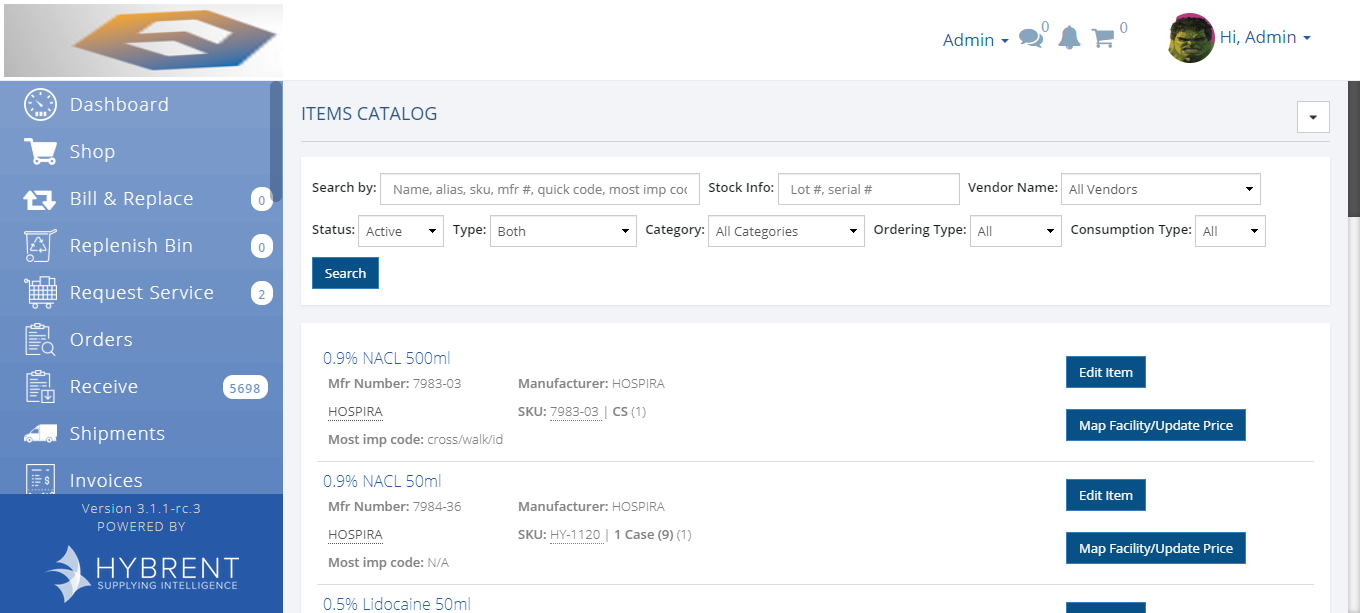 Admin 0 0 Hi, Admin
Dashboard
Shop
Bill & Replace 0
Replenish Bin 0
Request Service 2
Orders
Receive 5698
Shipments
Invoices
Version 3.1.1-rc.3
POWERED BY
HYBRENT
SUPPLYING INTELLIGENCE
ITEMS CATALOG
Search by: Name, alias, sku, mfr #, quick code, most imp co Stock Info: Lot #, serial # Vendor Name: All Vendors
Status: Active Type: Both Category: All Categories Ordering Type: All Consumption Type: All
Search
0.9% NACL 500ml
Mfr Number: 7983-03 Manufacturer: HOSPIRA Edit Item
HOSPIRA SKU: 7983-03 | CS (1)
Map Facility/Update Price
Most imp code: cross/walk/id
0.9% NACL 50ml
Mfr Number: 7984-36 Manufacturer: HOSPIRA Edit Item
HOSPIRA SKU: HY-1120 | 1 Case (9) (1)
Map Facility/Update Price
Most imp code: N/A
0.5% Lidocaine 50ml